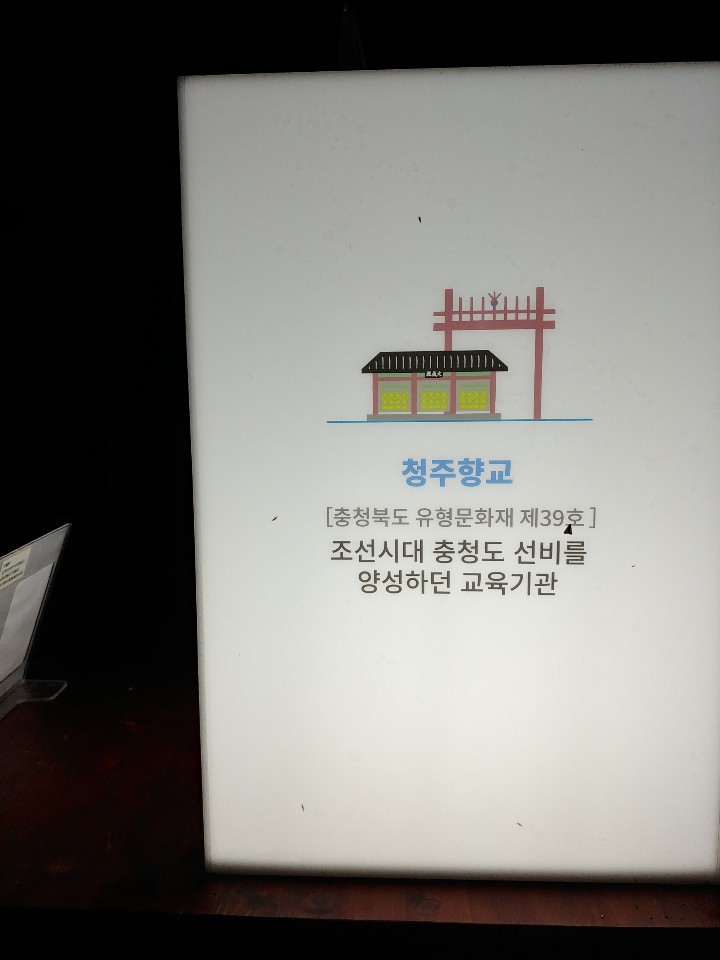 청주향교
[충청북도 유형문화재 제39호]
조선시대 충청도 선비를
양성하던 교육기관